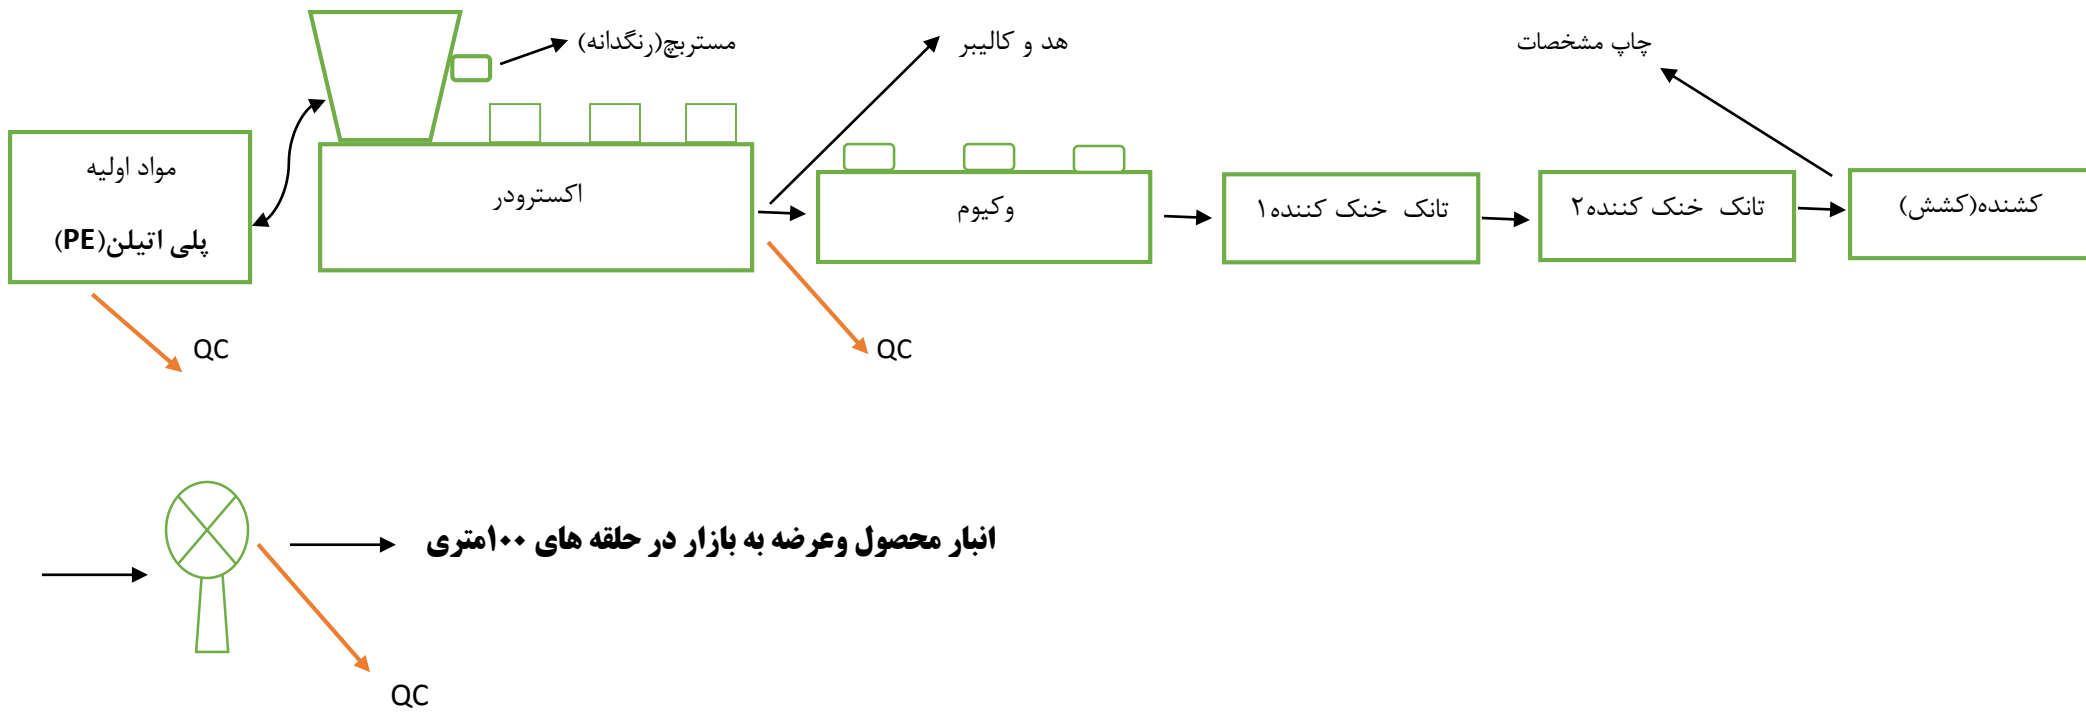 مستربچ(رنگدانه)
هد و کالیبر
چاپ مشخصات
مواد اولیه
پلی اتیلن(PE)
اکسترودر
وکیوم
تانک خنک کننده۱
تانک خنک کننده۲
کشنده(کشش)
QC
QC
انبار محصول وعرضه به بازار در حلقه های ۱۰۰متری
QC